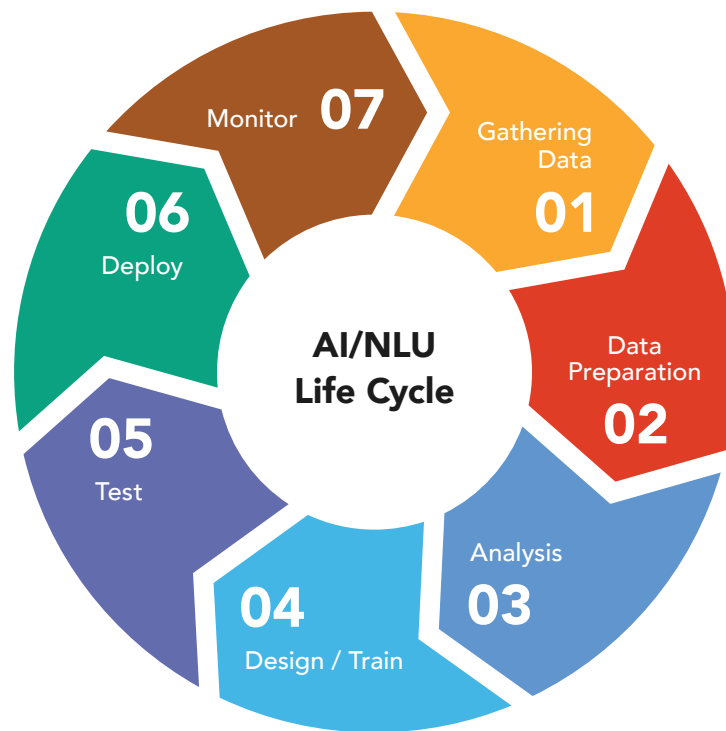 AI/NLU
Life Cycle
Gathering
Data
01
Data
Preparation
02
Analysis
03
04
Design / Train
05
Test
06
Deploy
Monitor 07